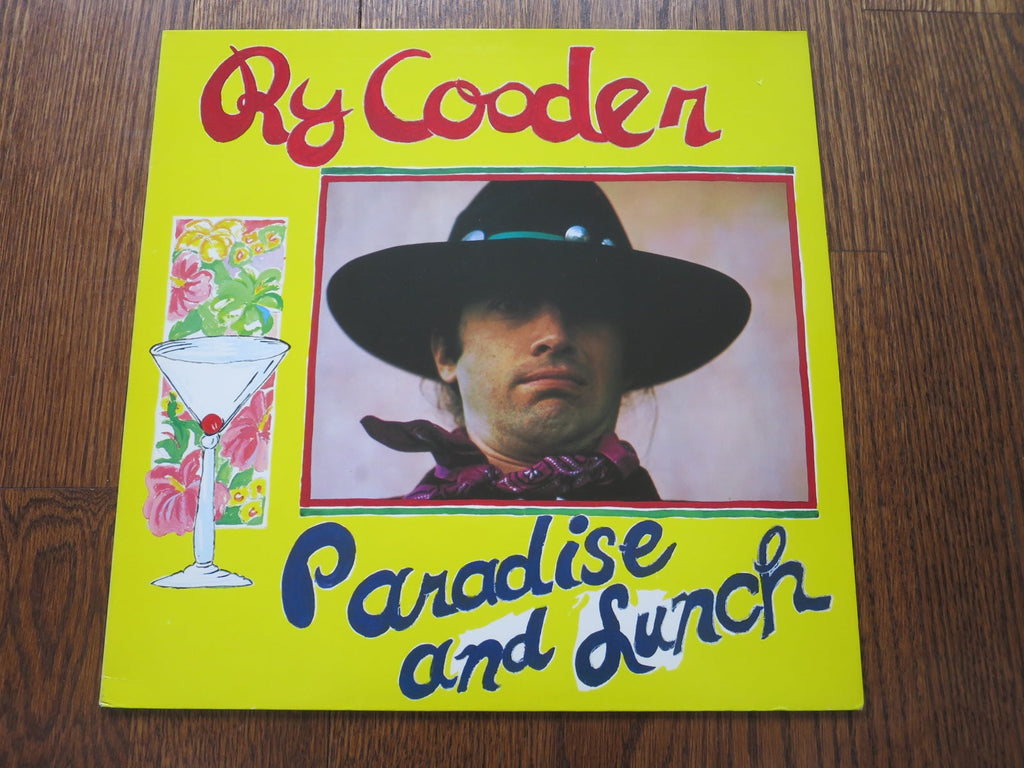 Ry Cooder
Paradise
and Lunch